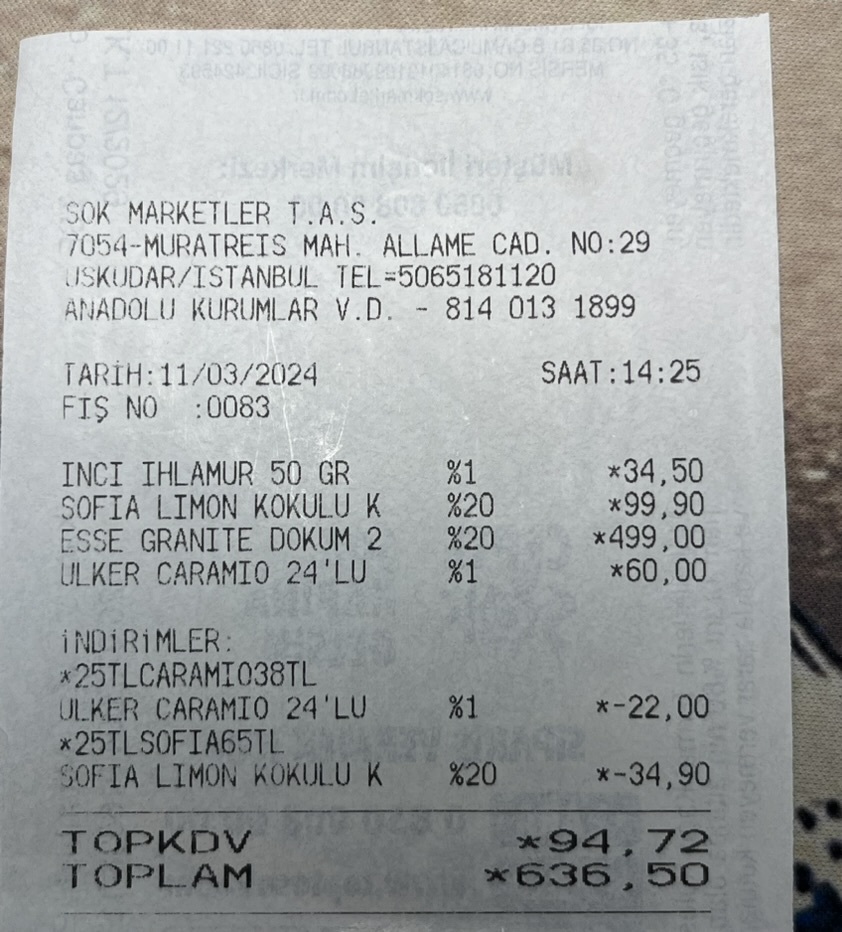 SOK MARKETLER T.A.S.
7054-MURATREIS MAH. ALLAME CAD. NO:29
USKUDAR/ISTANBUL TEL=5065181120
ANADOLU KURUMLAR V.D. - 814 013 1899
TARİH:11/03/2024 SAAT:14:25
FİŞ NO :0083
INCI IHLAMUR 50 GR %1 *34,50
SOFIA LIMON KOKULU K %20 *99,90
ESSE GRANITE DOKUM 2 %20 *499,00
ULKER CARAMIO 24'LU %1 *60,00
İNDİRİMLER:
*25TLCARAMIO38TL
ULKER CARAMIO 24'LU %1 *-22,00
*25TLSOFIA65TL
SOFIA LIMON KOKULU K %20 *-34,90
TOPKDV *94,72
TOPLAM *636,50